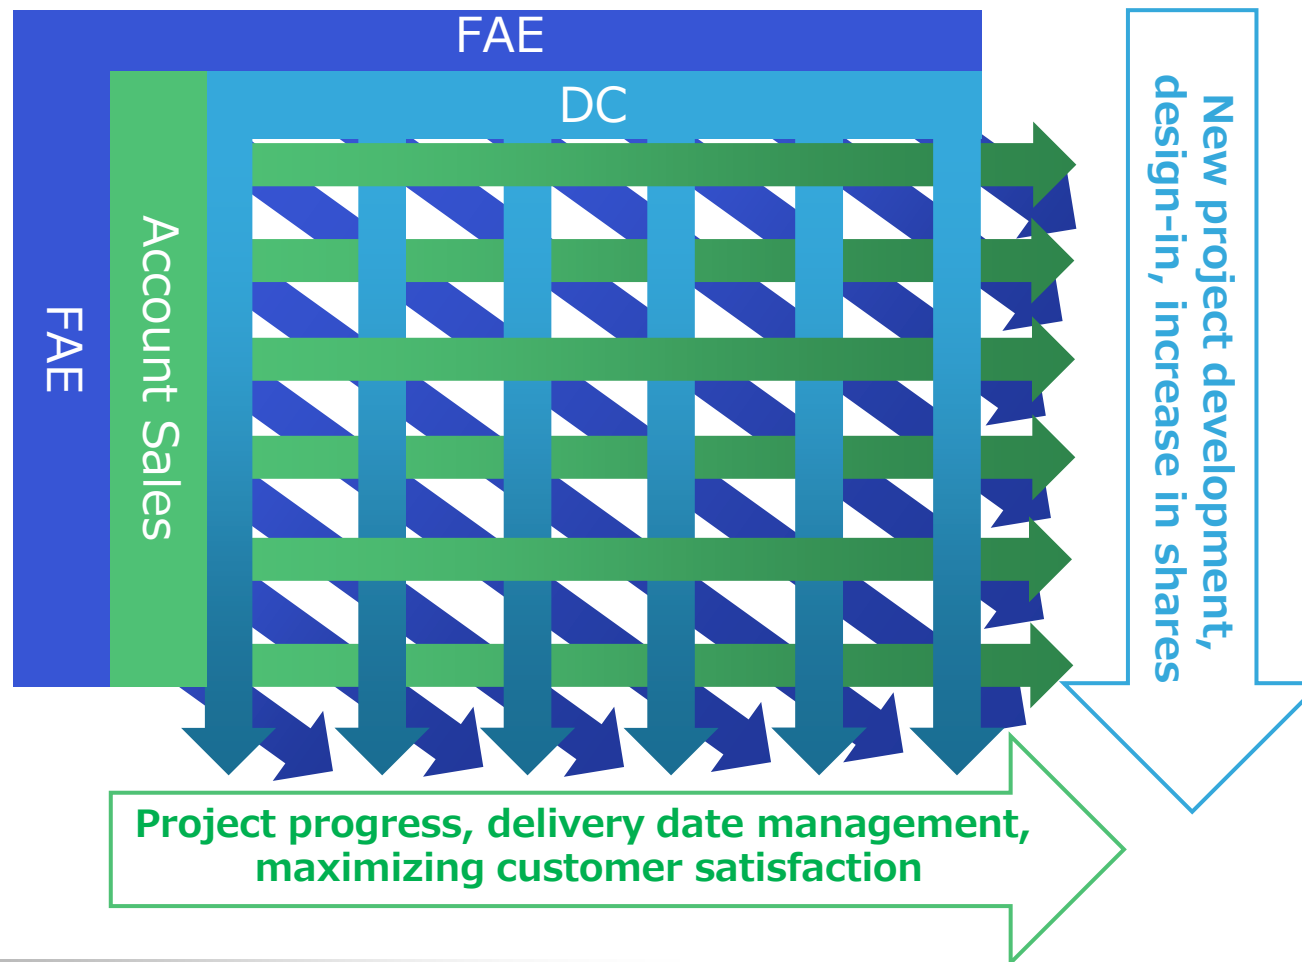 FAE
DC
FAE
Account Sales
New project development,
design-in, increase in shares
Project progress, delivery date management,
maximizing customer satisfaction